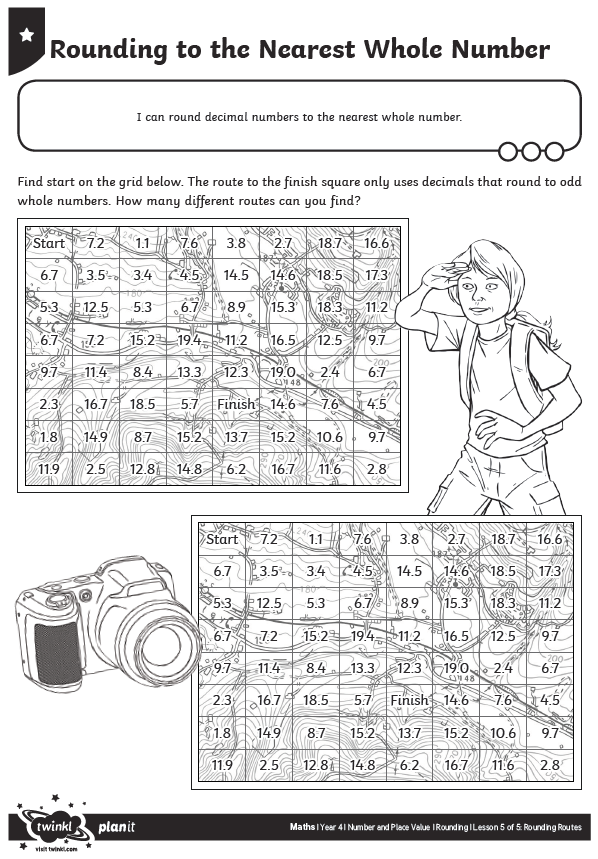 Rounding to the Nearest Whole Number
I can round decimal numbers to the nearest whole number.
Find start on the grid below. The route to the finish square only uses decimals that round to odd
whole numbers. How many different routes can you find?
Start 7.2 1.1 7.6 3.8 2.7 18.7 16.6
6.7 3.5 3.4 4.5 14.5 14.6 18.5 17.3
5.3 12.5 5.3 6.7 8.9 15.3 18.3 11.2
6.7 7.2 15.2 19.4 11.2 16.5 12.5 9.7
9.7 11.4 8.4 13.3 12.3 19.0 2.4 6.7
2.3 16.7 18.5 5.7 Finish 14.6 7.6 4.5
1.8 14.9 8.7 15.2 13.7 15.2 10.6 9.7
11.9 2.5 12.8 14.8 6.2 16.7 11.6 2.8
Start 7.2 1.1 7.6 3.8 2.7 18.7 16.6
6.7 3.5 3.4 4.5 14.5 14.6 18.5 17.3
5.3 12.5 5.3 6.7 8.9 15.3 18.3 11.2
6.7 7.2 15.2 19.4 11.2 16.5 12.5 9.7
9.7 11.4 8.4 13.3 12.3 19.0 2.4 6.7
2.3 16.7 18.5 5.7 Finish 14.6 7.6 4.5
1.8 14.9 8.7 15.2 13.7 15.2 10.6 9.7
11.9 2.5 12.8 14.8 6.2 16.7 11.6 2.8
twinkl planit
visit twinkl.com
Maths | Year 4 | Number and Place Value | Rounding | Lesson 5 of 5: Rounding Routes